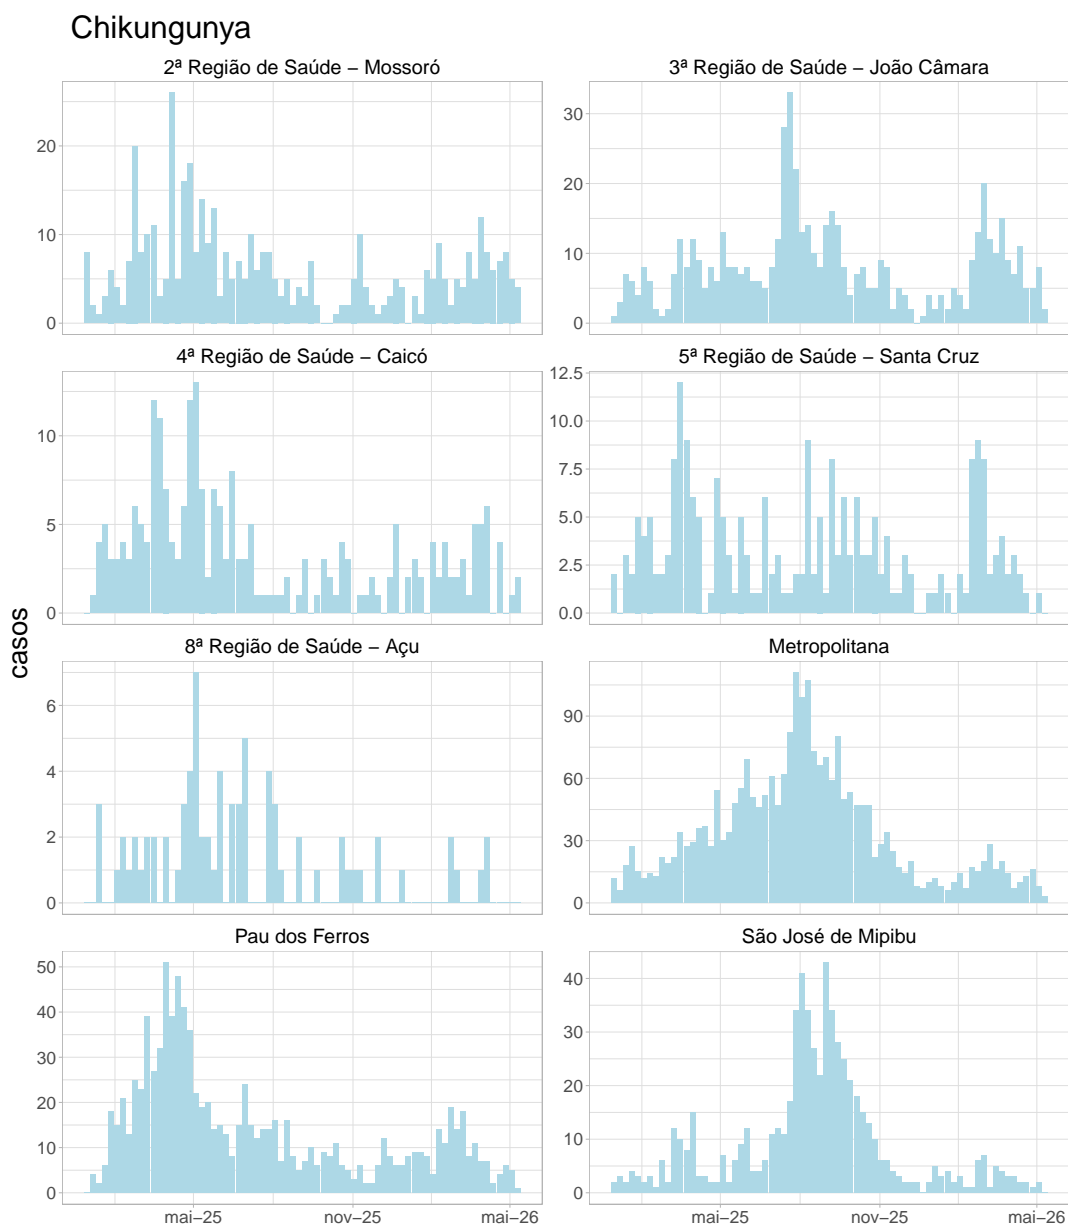 Chikungunya
2ª Região de Saúde – Mossoró
3ª Região de Saúde – João Câmara
20
10
0
30
20
10
0
4ª Região de Saúde – Caicó
5ª Região de Saúde – Santa Cruz
10
5
0
12.5
10.0
7.5
5.0
2.5
0.0
casos
8ª Região de Saúde – Açu
Metropolitana
6
4
2
0
90
60
30
0
Pau dos Ferros
São José de Mipibu
50
40
30
20
10
0
40
30
20
10
0
mai–25
nov–25
mai–26
mai–25
nov–25
mai–26